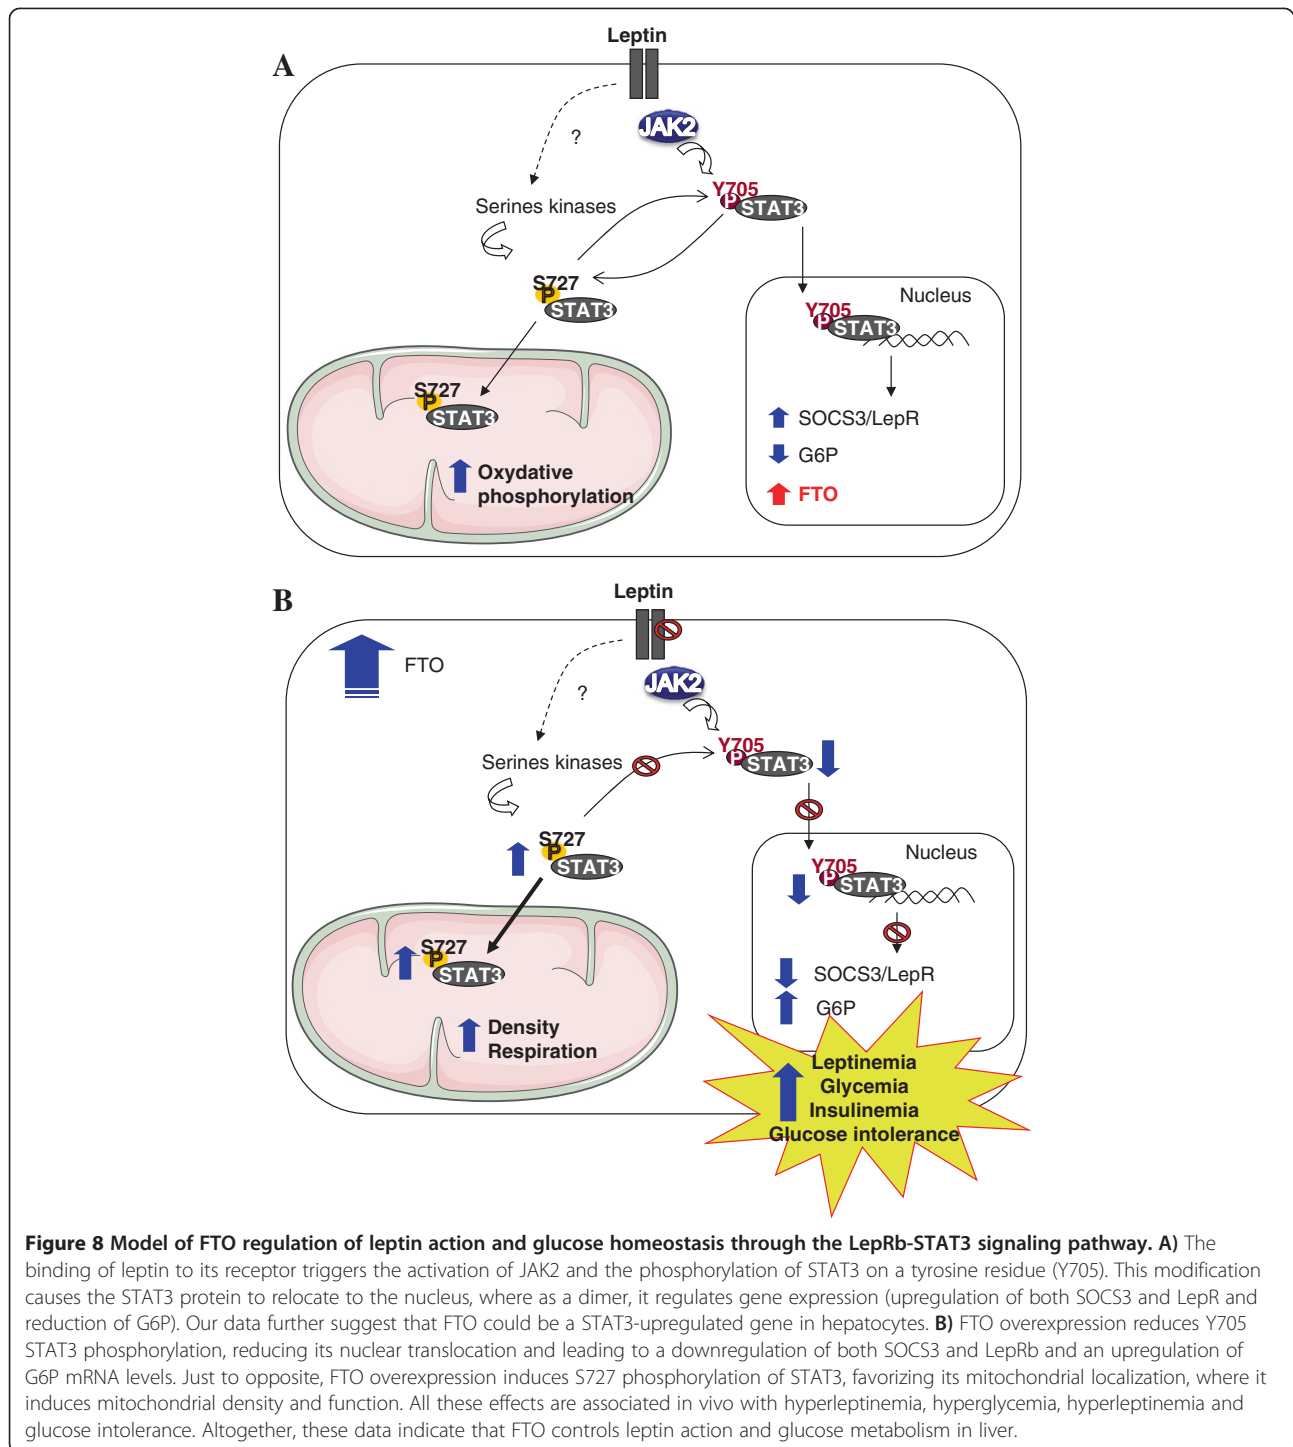 A
Leptin
JAK2
?
Y705
P
STAT3
Serines kinases
S727
P
STAT3
Nucleus
Y705
P
STAT3
S727
P
STAT3
SOCS3/LepR
G6P
FTO
Oxydative
phosphorylation
B
Leptin
FTO
JAK2
?
Y705
P
STAT3
Serines kinases
S727
P
STAT3
Nucleus
Y705
P
STAT3
S727
P
STAT3
SOCS3/LepR
G6P
Density
Respiration
Leptinemia
Glycemia
Insulinemia
Glucose intolerance
Figure 8 Model of FTO regulation of leptin action and glucose homeostasis through the LepRb-STAT3 signaling pathway. A) The
binding of leptin to its receptor triggers the activation of JAK2 and the phosphorylation of STAT3 on a tyrosine residue (Y705). This modification
causes the STAT3 protein to relocate to the nucleus, where as a dimer, it regulates gene expression (upregulation of both SOCS3 and LepR and
reduction of G6P). Our data further suggest that FTO could be a STAT3-upregulated gene in hepatocytes. B) FTO overexpression reduces Y705
STAT3 phosphorylation, reducing its nuclear translocation and leading to a downregulation of both SOCS3 and LepRb and an upregulation of
G6P mRNA levels. Just to opposite, FTO overexpression induces S727 phosphorylation of STAT3, favorizing its mitochondrial localization, where it
induces mitochondrial density and function. All these effects are associated in vivo with hyperleptinemia, hyperglycemia, hyperleptinemia and
glucose intolerance. Altogether, these data indicate that FTO controls leptin action and glucose metabolism in liver.